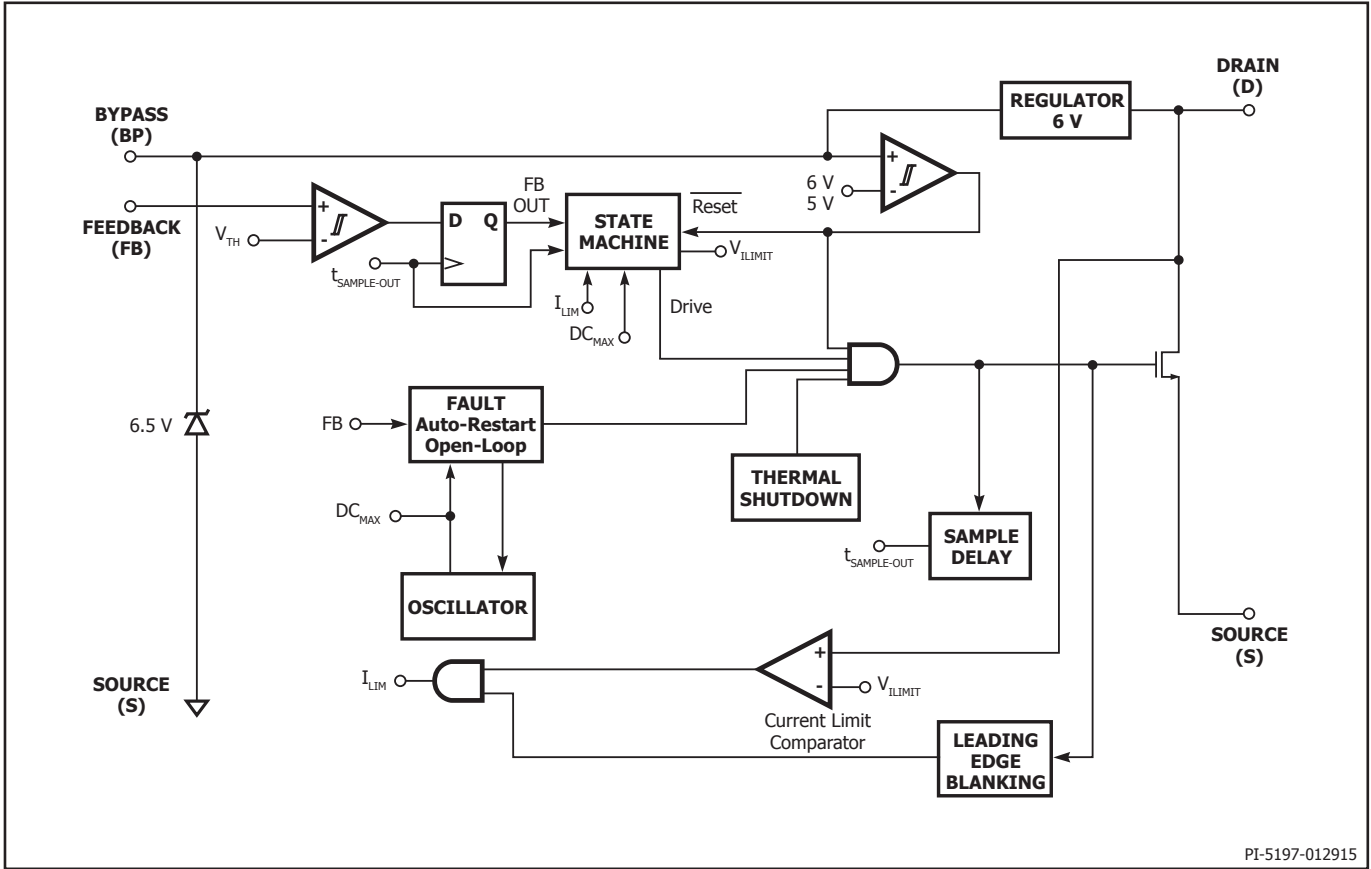 DRAIN
(D)
REGULATOR
6 V
BYPASS
(BP)
+
6 V
5 V
-
FB
OUT
Reset
FEEDBACK
(FB)
+
V_TH
-
D Q
STATE
MACHINE
V_ILIMIT
t_SAMPLE-OUT
I_LIM
DC_MAX
Drive
6.5 V
FB
FAULT
Auto-Restart
Open-Loop
THERMAL
SHUTDOWN
DC_MAX
SAMPLE
DELAY
t_SAMPLE-OUT
OSCILLATOR
SOURCE
(S)
SOURCE
(S)
I_LIM
+
-
V_ILIMIT
Current Limit
Comparator
LEADING
EDGE
BLANKING
PI-5197-012915